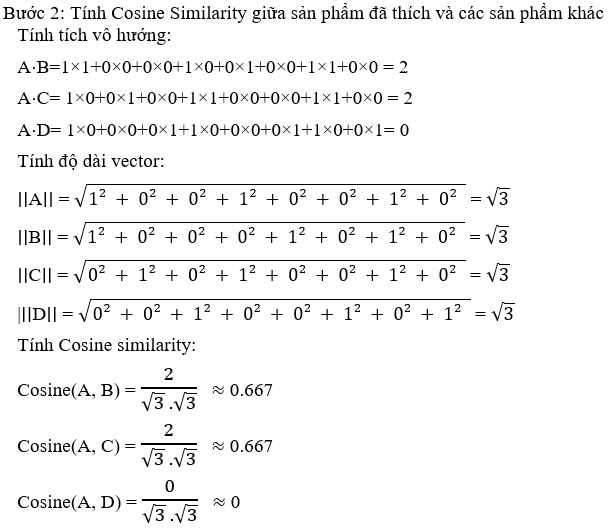 Bước 2: Tính Cosine Similarity giữa sản phẩm đã thích và các sản phẩm khác
Tính tích vô hướng:
A·B=1×1+0×0+0×0+1×0+0×1+0×0+1×1+0×0 = 2
A·C= 1×0+0×1+0×0+1×1+0×0+0×0+1×1+0×0 = 2
A·D= 1×0+0×0+0×1+1×0+0×0+0×1+1×0+0×1= 0
Tính độ dài vector:
||A|| = √(1² + 0² + 0² + 1² + 0² + 0² + 1² + 0²) = √3
||B|| = √(1² + 0² + 0² + 0² + 1² + 0² + 1² + 0²) = √3
||C|| = √(0² + 1² + 0² + 1² + 0² + 0² + 1² + 0²) = √3
|||D|| = √(0² + 0² + 1² + 0² + 0² + 1² + 0² + 1²) = √3
Tính Cosine similarity:
Cosine(A, B) = 2/(√3 .√3) ≈ 0.667
Cosine(A, C) = 2/(√3 .√3) ≈ 0.667
Cosine(A, D) = 0/(√3 .√3) ≈ 0